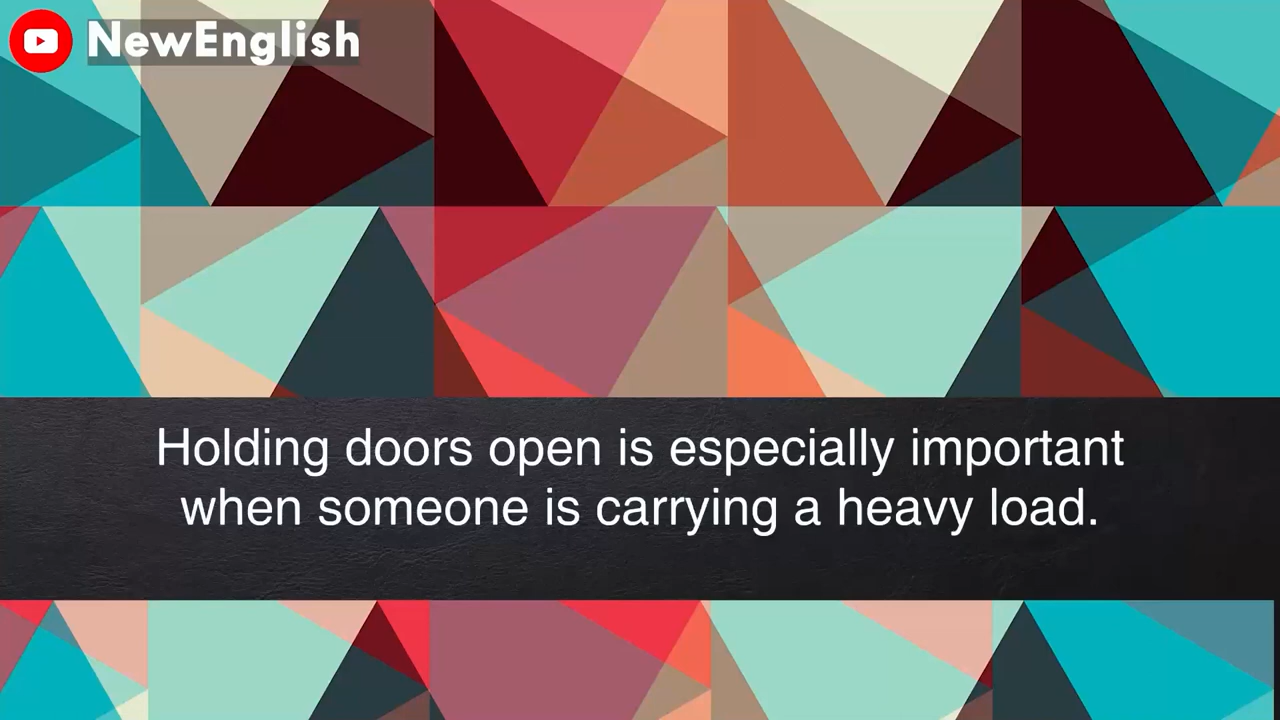 NewEnglish
Holding doors open is especially important
when someone is carrying a heavy load.